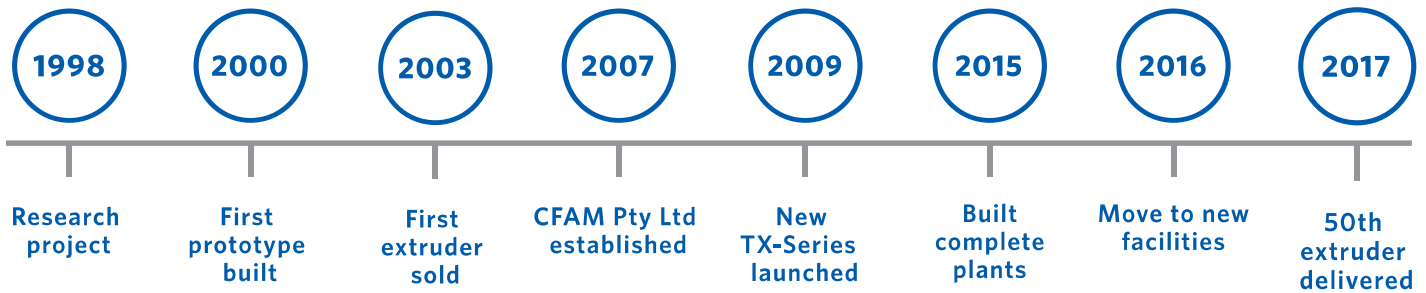 1998
2000
2003
2007
2009
2015
2016
2017
Research
project
First
prototype
built
First
extruder
sold
CFAM Pty Ltd
established
New
TX-Series
launched
Built
complete
plants
Move to new
facilities
50th
extruder
delivered